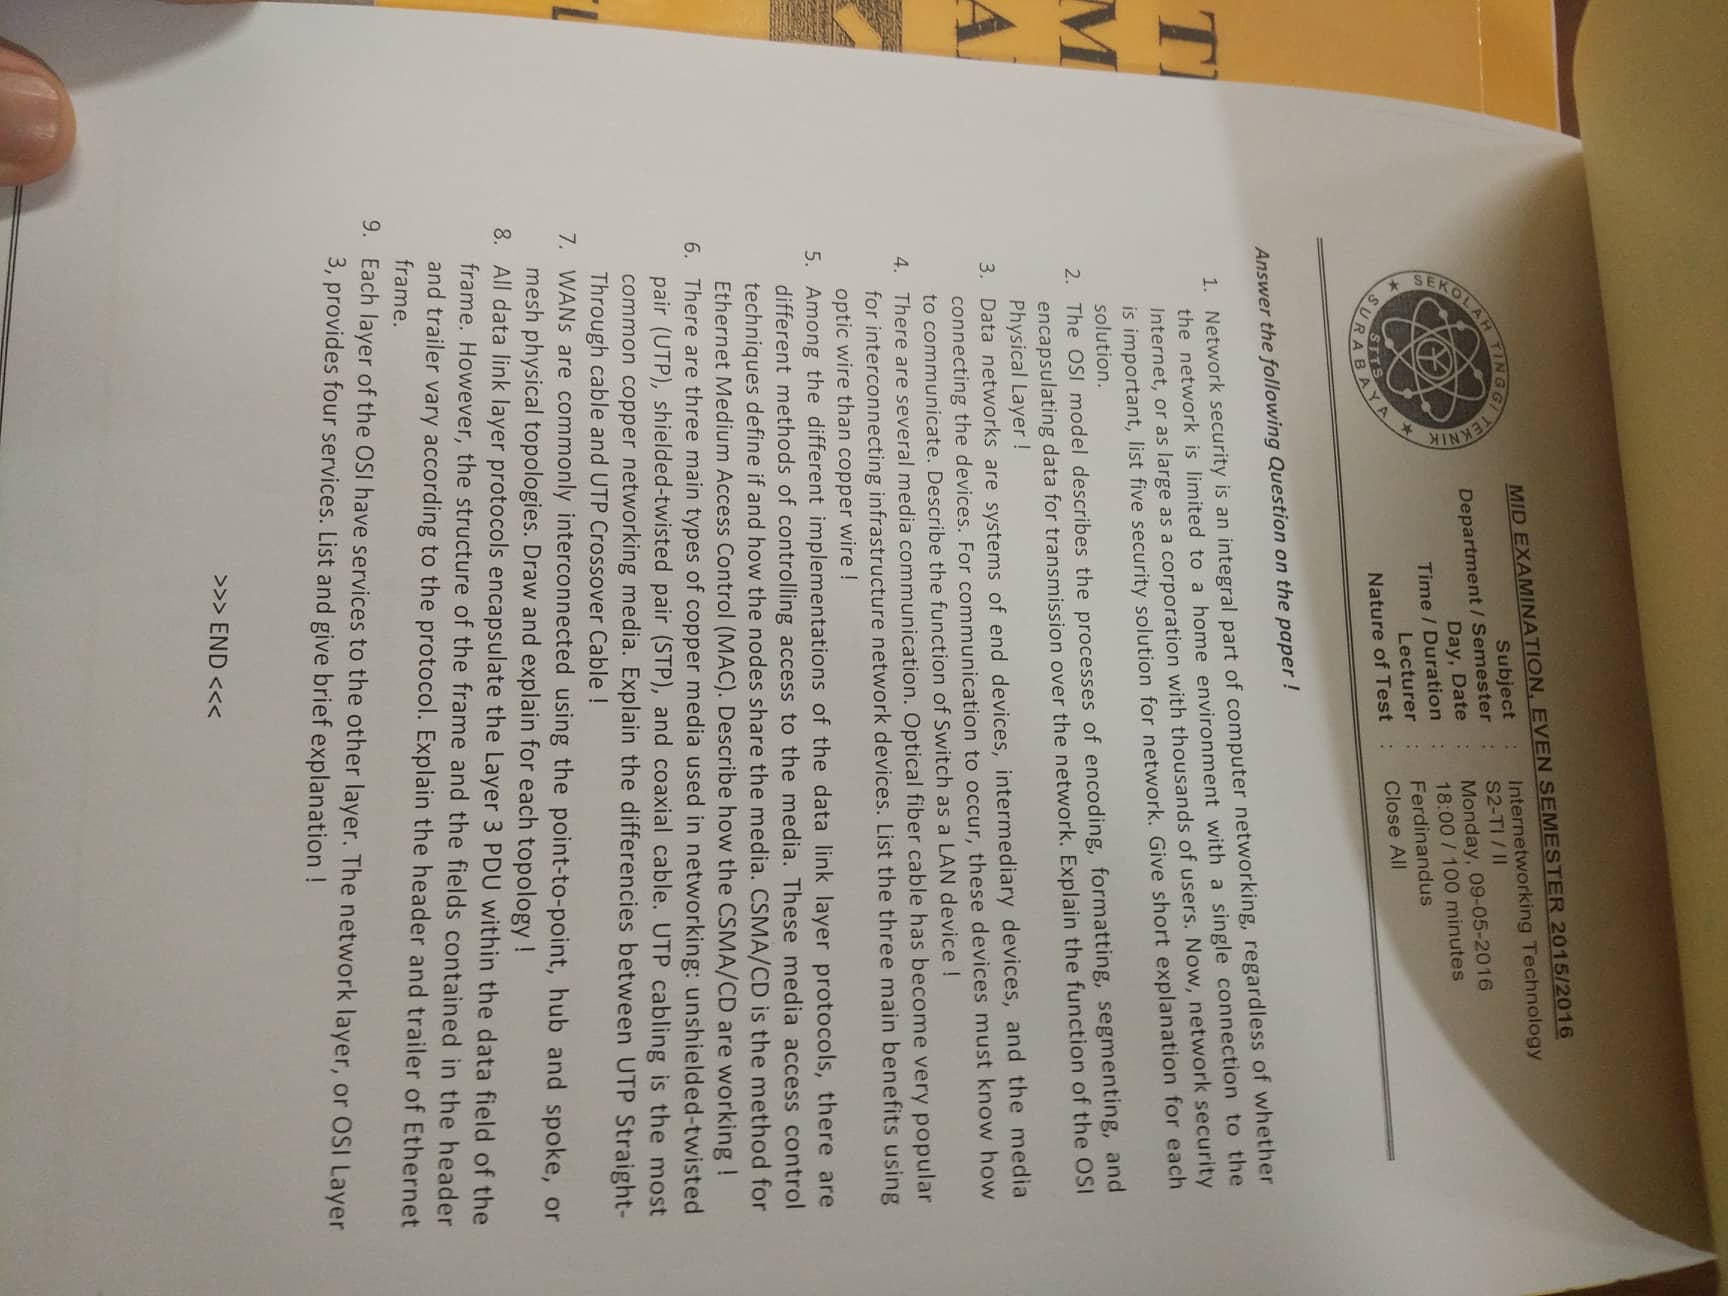 MID EXAMINATION, EVEN SEMESTER 2015/2016
Subject : Internetworking Technology
Department / Semester : S2-TI / II
Day, Date : Monday, 09-05-2016
Time / Duration : 18:00 / 100 minutes
Lecturer : Ferdinandus
Nature of Test : Close All
SEKOLAH TINGGI TEKNIK
STTS
SURABAYA
Answer the following Question on the paper !
1. Network security is an integral part of computer networking, regardless of whether
the network is limited to a home environment with a single connection to the
Internet, or as large as a corporation with thousands of users. Now, network security
is important, list five security solution for network. Give short explanation for each
solution.
2. The OSI model describes the processes of encoding, formatting, segmenting, and
encapsulating data for transmission over the network. Explain the function of the OSI
Physical Layer !
3. Data networks are systems of end devices, intermediary devices, and the media
connecting the devices. For communication to occur, these devices must know how
to communicate. Describe the function of Switch as a LAN device !
4. There are several media communication. Optical fiber cable has become very popular
for interconnecting infrastructure network devices. List the three main benefits using
optic wire than copper wire !
5. Among the different implementations of the data link layer protocols, there are
different methods of controlling access to the media. These media access control
techniques define if and how the nodes share the media. CSMA/CD is the method for
Ethernet Medium Access Control (MAC). Describe how the CSMA/CD are working !
6. There are three main types of copper media used in networking: unshielded-twisted
pair (UTP), shielded-twisted pair (STP), and coaxial cable. UTP cabling is the most
common copper networking media. Explain the differencies between UTP Straight-
Through cable and UTP Crossover Cable !
7. WANs are commonly interconnected using the point-to-point, hub and spoke, or
mesh physical topologies. Draw and explain for each topology !
8. All data link layer protocols encapsulate the Layer 3 PDU within the data field of the
frame. However, the structure of the frame and the fields contained in the header
and trailer vary according to the protocol. Explain the header and trailer of Ethernet
frame.
9. Each layer of the OSI have services to the other layer. The network layer, or OSI Layer
3, provides four services. List and give brief explanation !
>>> END <<<